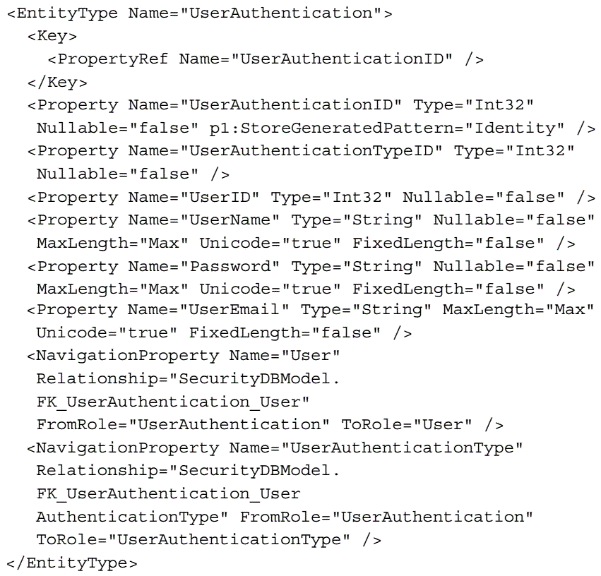 <EntityType Name="UserAuthentication">
<Key>
<PropertyRef Name="UserAuthenticationID" />
</Key>
<Property Name="UserAuthenticationID" Type="Int32"
Nullable="false" p1:StoreGeneratedPattern="Identity" />
<Property Name="UserAuthenticationTypeID" Type="Int32"
Nullable="false" />
<Property Name="UserID" Type="Int32" Nullable="false" />
<Property Name="UserName" Type="String" Nullable="false"
MaxLength="Max" Unicode="true" FixedLength="false" />
<Property Name="Password" Type="String" Nullable="false"
MaxLength="Max" Unicode="true" FixedLength="false" />
<Property Name="UserEmail" Type="String" MaxLength="Max"
Unicode="true" FixedLength="false" />
<NavigationProperty Name="User"
Relationship="SecurityDBModel.
FK_UserAuthentication_User"
FromRole="UserAuthentication" ToRole="User" />
<NavigationProperty Name="UserAuthenticationType"
Relationship="SecurityDBModel.
FK_UserAuthentication_User
AuthenticationType" FromRole="UserAuthentication"
ToRole="UserAuthenticationType" />
</EntityType>